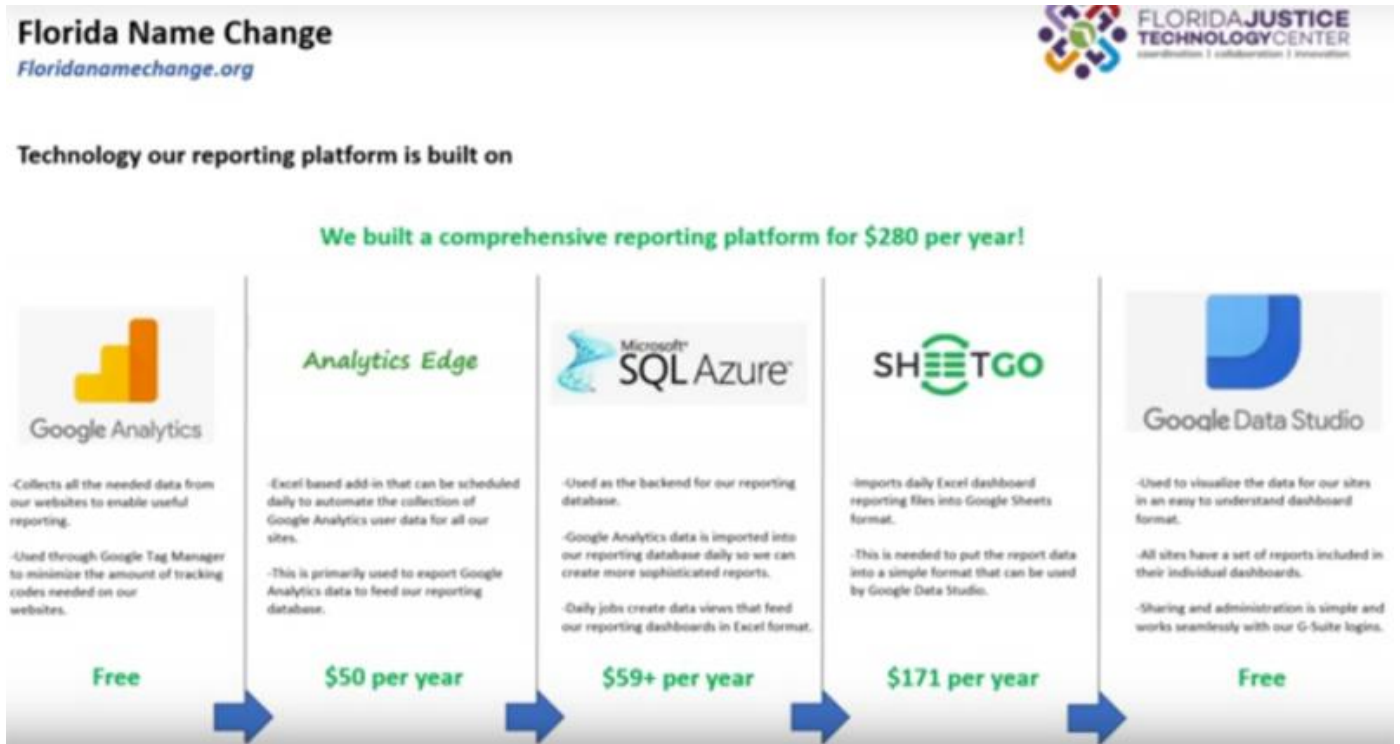 Florida Name Change
Floridanamechange.org
FLORIDAJUSTICE
TECHNOLOGYCENTER
coordination | collaboration | innovation
Technology our reporting platform is built on
We built a comprehensive reporting platform for $280 per year!
Google Analytics
-Collects all the needed data from
our websites to enable useful
reporting.
-Used through Google Tag Manager
to minimize the amount of tracking
codes needed on our
websites.
Free
Analytics Edge
-Excel based add-in that can be scheduled
daily to automate the collection of
Google Analytics user data for all our
sites.
-This is primarily used to export Google
Analytics data to feed our reporting
database.
$50 per year
Microsoft®
SQL Azure™
-Used as the backend for our reporting
database.
-Google Analytics data is imported into
our reporting database daily so we can
create more sophisticated reports.
-Daily jobs create data views that feed
our reporting dashboards in Excel format.
$59+ per year
SHEETGO
-Imports daily Excel dashboard
reporting files into Google Sheets
format.
-This is needed to put the report data
into a simple format that can be used
by Google Data Studio.
$171 per year
Google Data Studio
-Used to visualize the data for our sites
in an easy to understand dashboard
format.
-All sites have a set of reports included in
their individual dashboards.
-Sharing and administration is simple and
works seamlessly with our G-Suite logins.
Free